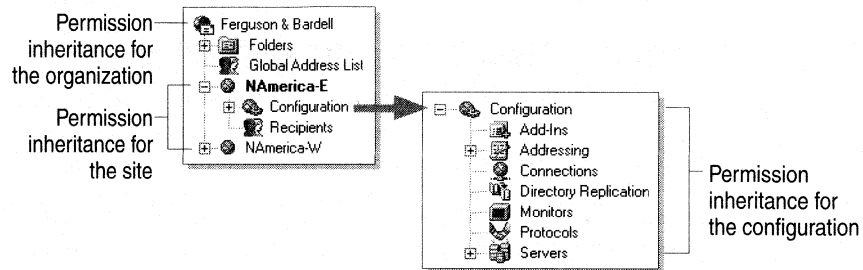 Permission
inheritance for
the organization
Permission
inheritance for
the site
Ferguson & Bardell
Folders
Global Address List
NAmerica-E
Configuration
Recipients
NAmerica-W
Configuration
Add-Ins
Addressing
Connections
Directory Replication
Monitors
Protocols
Servers
Permission
inheritance for
the configuration